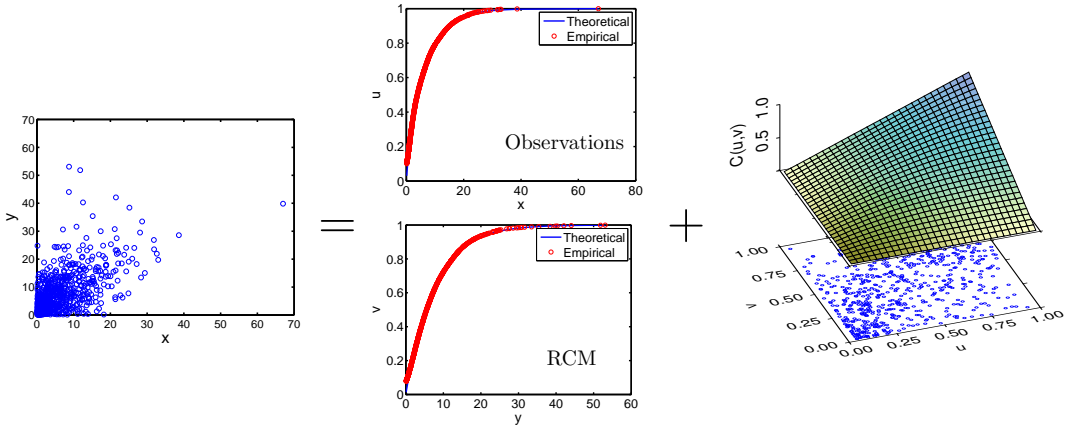 70
60
50
40
30
20
10
0
y
0 10 20 30 40 50 60 70
x
=
1
0.8
0.6
0.4
0.2
0
u
Theoretical
Empirical
Observations
0 20 40 60 80
x
1
0.8
0.6
0.4
0.2
0
v
Theoretical
Empirical
RCM
0 10 20 30 40 50 60
y
+
C(u,v)
1.0
0.5
1.00
0.75
0.50
0.25
0.00
v
0.00 0.25 0.50 0.75 1.00
u